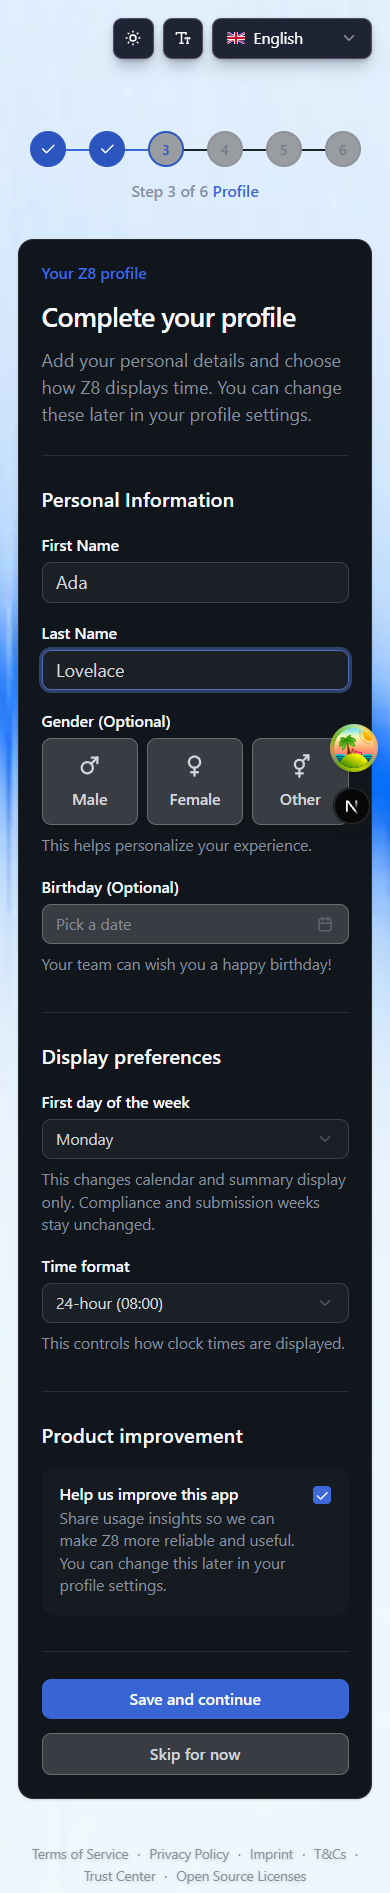 English
3
4
5
6
Step 3 of 6 Profile
Your Z8 profile
Complete your profile
Add your personal details and choose
how Z8 displays time. You can change
these later in your profile settings.
Personal Information
First Name
Ada
Last Name
Lovelace
Gender (Optional)
Male
Female
Other
N
This helps personalize your experience.
Birthday (Optional)
Pick a date
Your team can wish you a happy birthday!
Display preferences
First day of the week
Monday
This changes calendar and summary display
only. Compliance and submission weeks
stay unchanged.
Time format
24-hour (08:00)
This controls how clock times are displayed.
Product improvement
Help us improve this app
Share usage insights so we can
make Z8 more reliable and useful.
You can change this later in your
profile settings.
Save and continue
Skip for now
Terms of Service · Privacy Policy · Imprint · T&Cs ·
Trust Center · Open Source Licenses